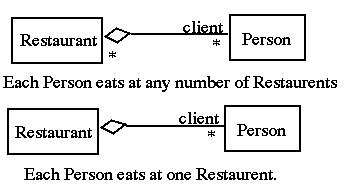 client
Restaurant Person
* *
Each Person eats at any number of Restaurents
client
Restaurant Person
*
Each Person eats at one Restaurent.